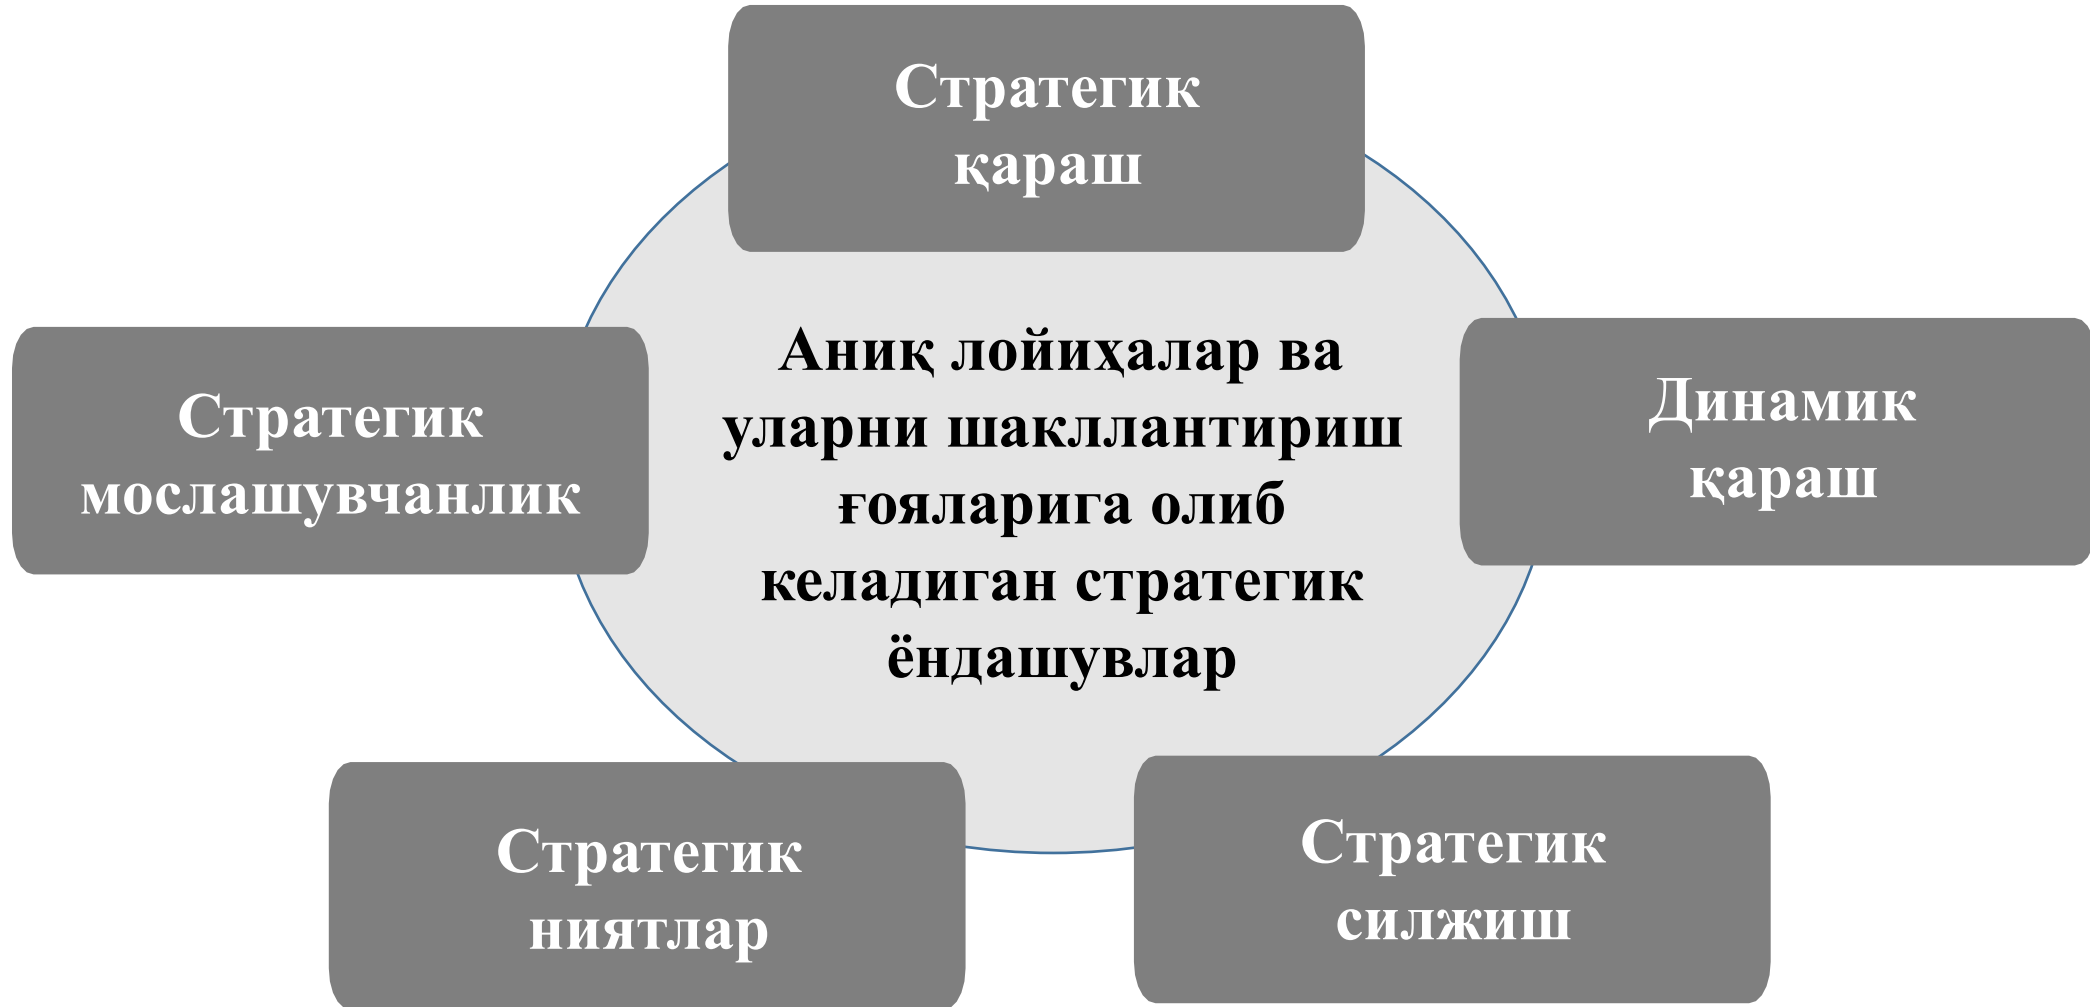 Стратегик
қараш
Аниқ лойиҳалар ва
уларни шакллантириш
ғояларига олиб
келадиган стратегик
ёндашувлар
Стратегик
мослашувчанлик
Динамик
қараш
Стратегик
ниятлар
Стратегик
силжиш